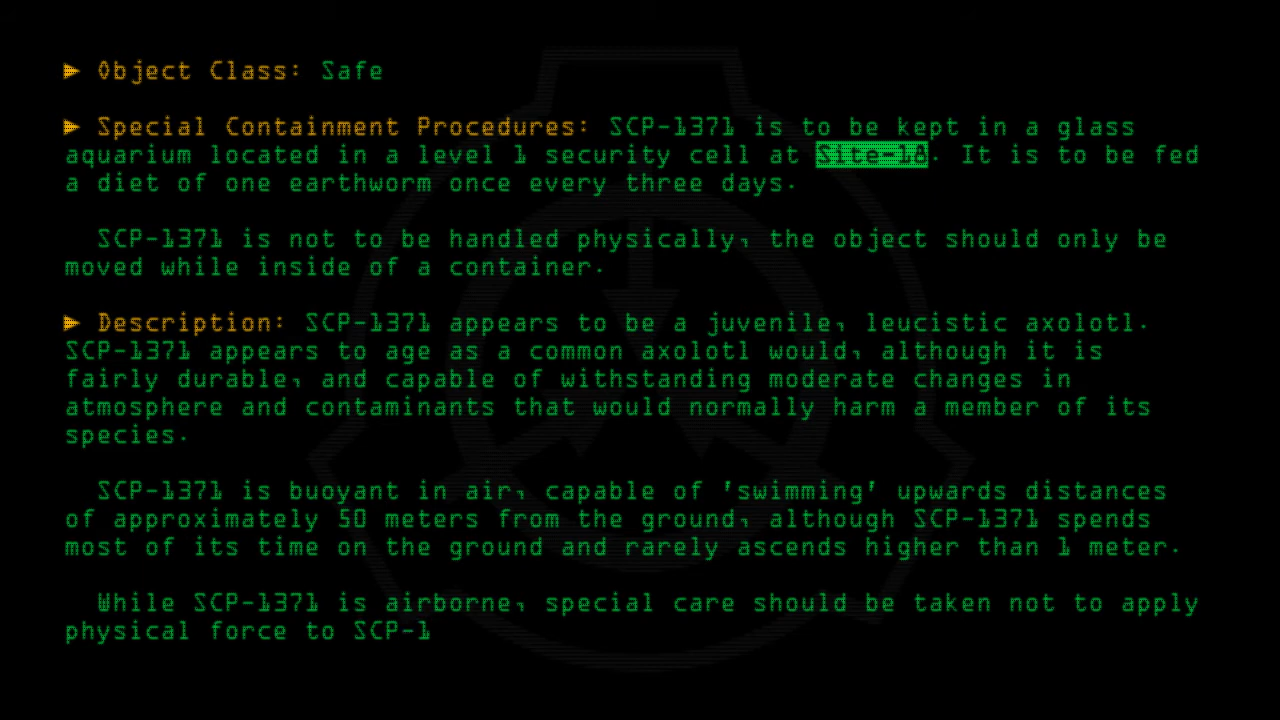 ► Object Class: Safe
► Special Containment Procedures: SCP-1371 is to be kept in a glass
aquarium located in a level 1 security cell at Site-18. It is to be fed
a diet of one earthworm once every three days.
SCP-1371 is not to be handled physically, the object should only be
moved while inside of a container.
► Description: SCP-1371 appears to be a juvenile, leucistic axolotl.
SCP-1371 appears to age as a common axolotl would, although it is
fairly durable, and capable of withstanding moderate changes in
atmosphere and contaminants that would normally harm a member of its
species.
SCP-1371 is buoyant in air, capable of 'swimming' upwards distances
of approximately 50 meters from the ground, although SCP-1371 spends
most of its time on the ground and rarely ascends higher than 1 meter.
While SCP-1371 is airborne, special care should be taken not to apply
physical force to SCP-1